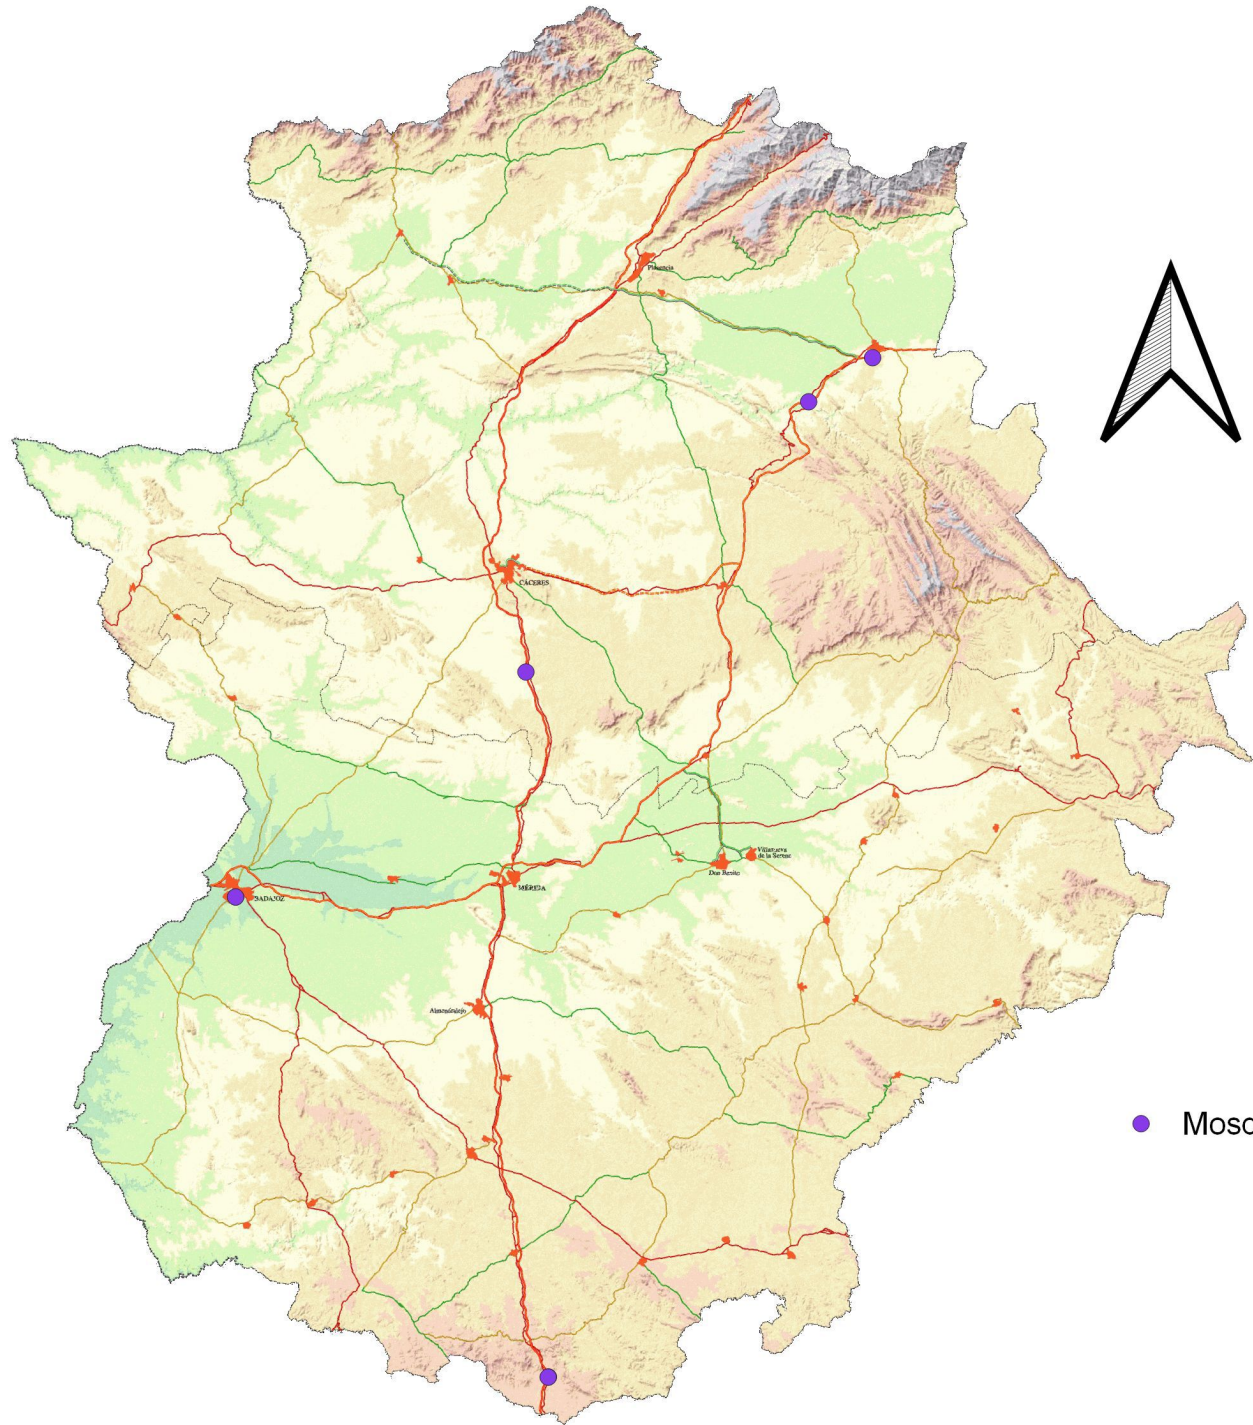 Plasencia
CÁCERES
Villanueva
de la Serena
Don Benito
MÉRIDA
BADAJOZ
Almendralejo
Mosc